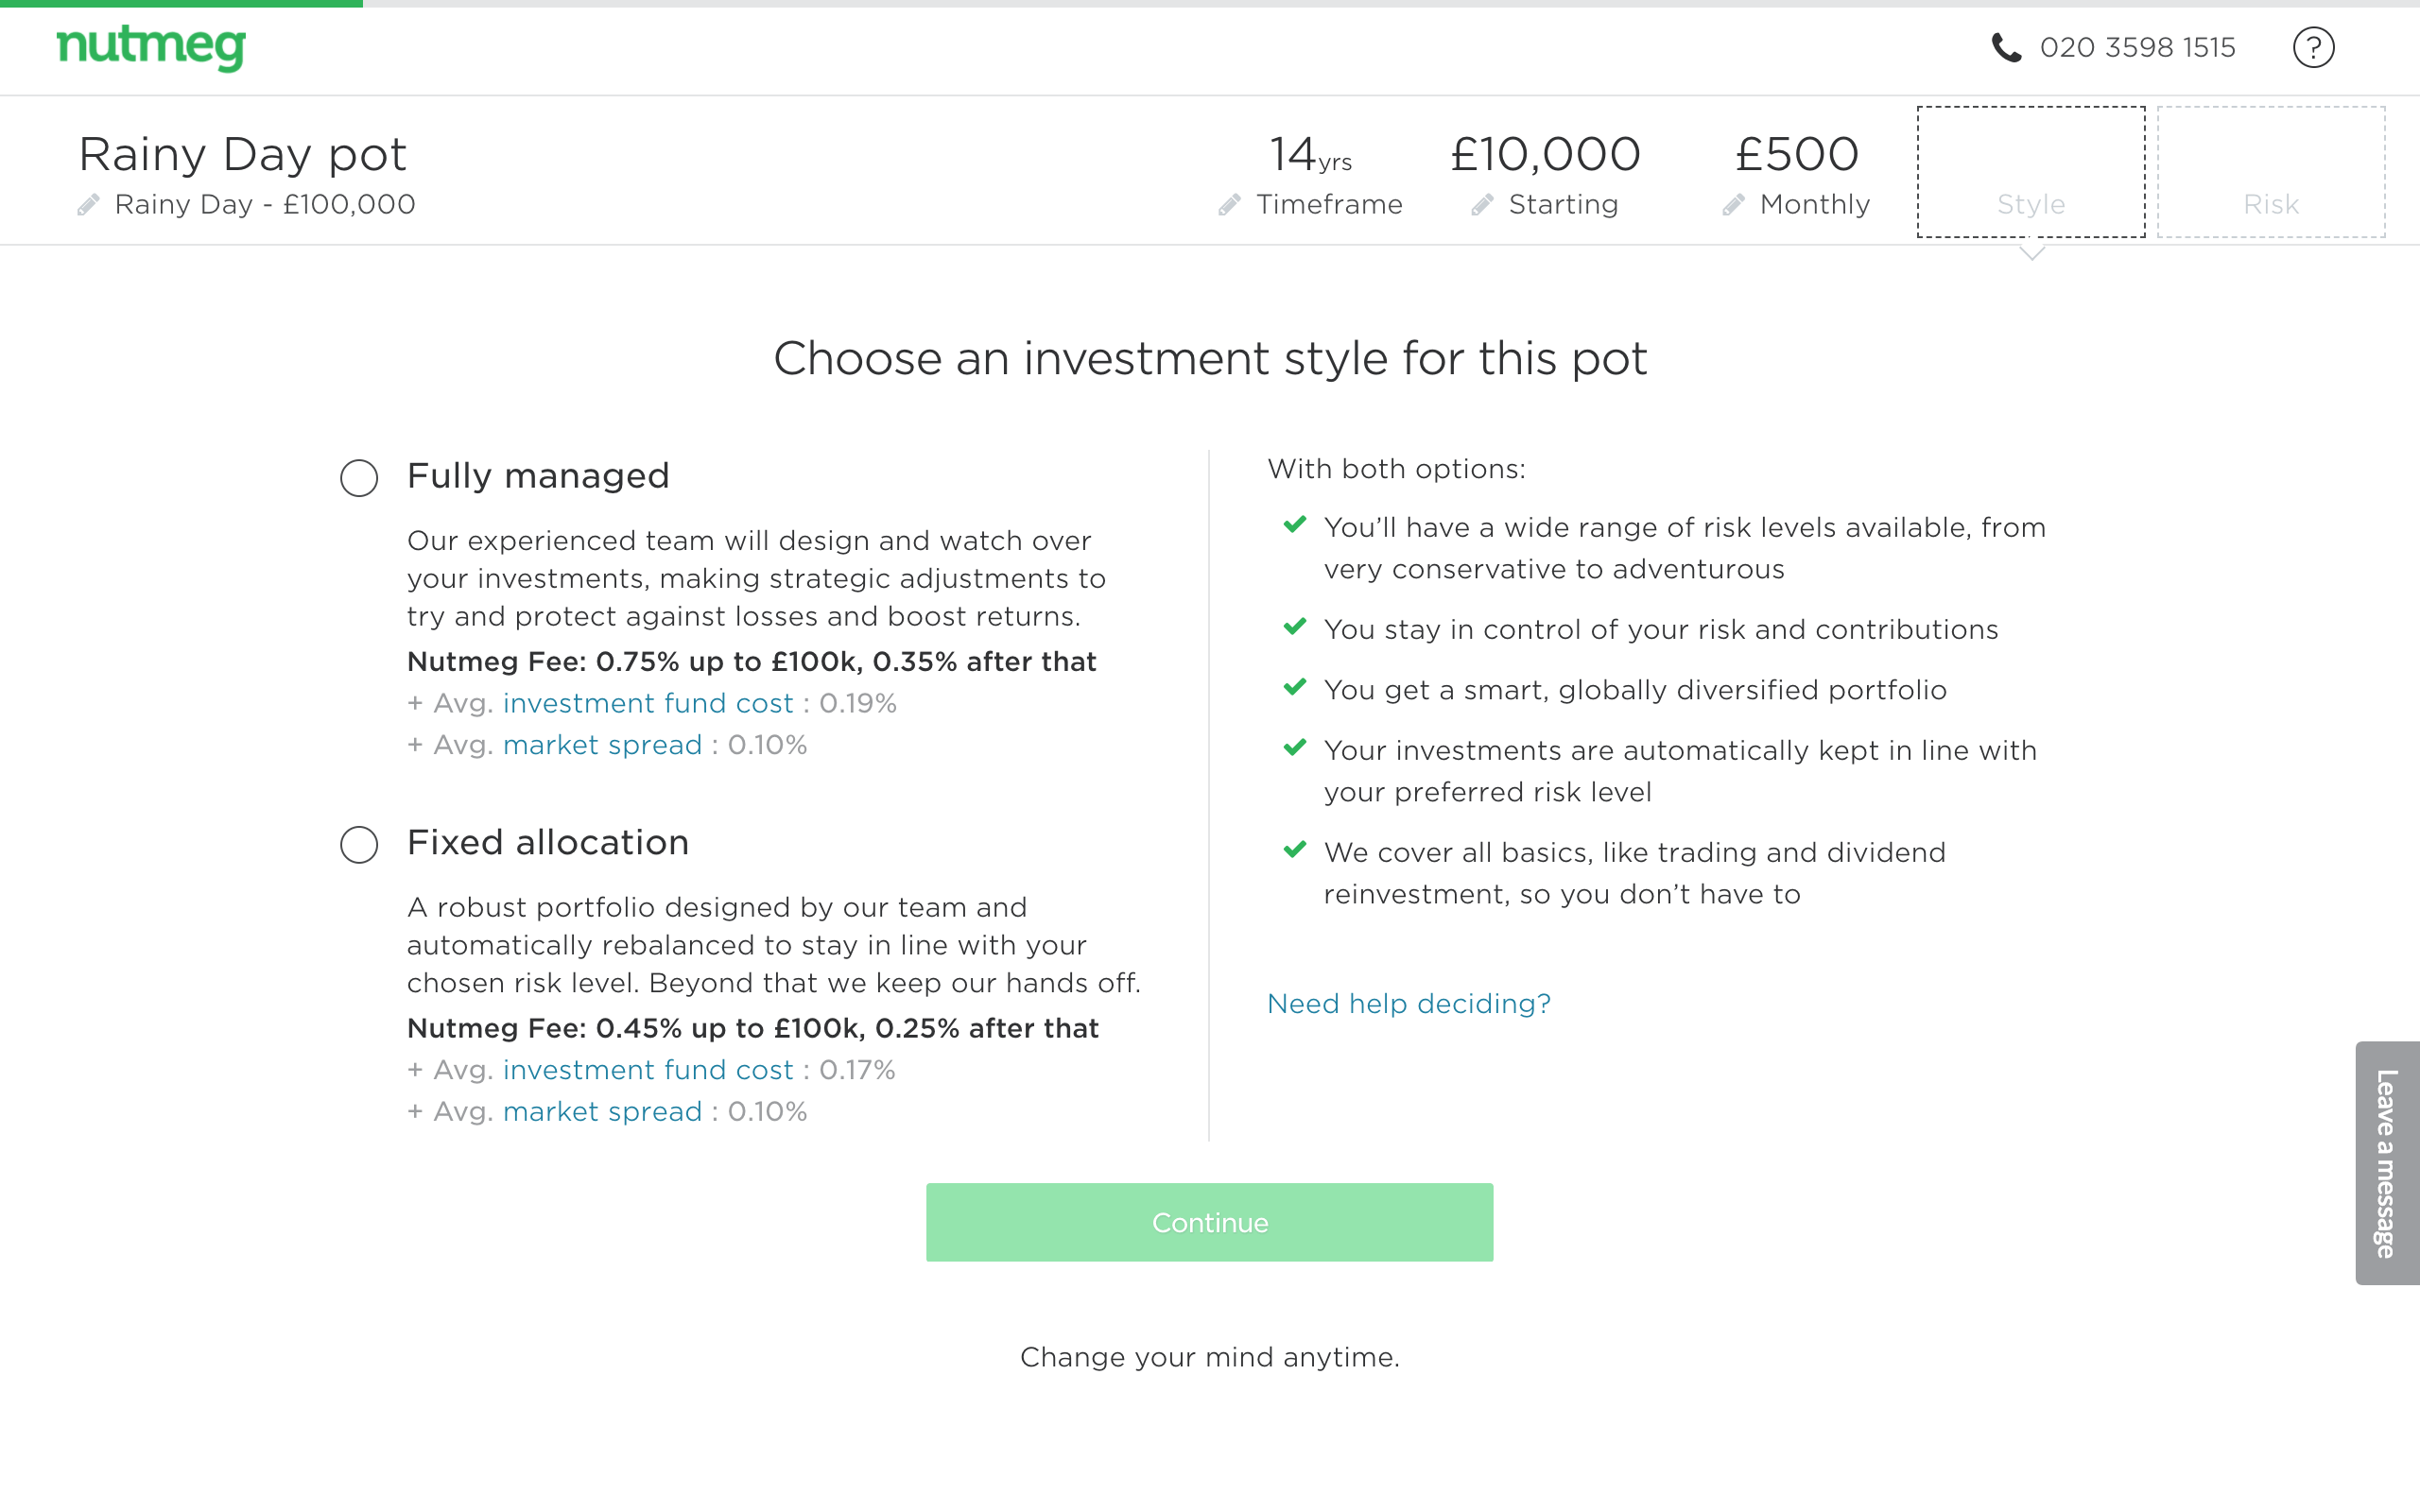 nutmeg
020 3598 1515
?
Rainy Day pot
Rainy Day - £100,000
14yrs
Timeframe
£10,000
Starting
£500
Monthly
Style
Risk
Choose an investment style for this pot
Fully managed
Our experienced team will design and watch over
your investments, making strategic adjustments to
try and protect against losses and boost returns.
Nutmeg Fee: 0.75% up to £100k, 0.35% after that
+ Avg. investment fund cost : 0.19%
+ Avg. market spread : 0.10%
Fixed allocation
A robust portfolio designed by our team and
automatically rebalanced to stay in line with your
chosen risk level. Beyond that we keep our hands off.
Nutmeg Fee: 0.45% up to £100k, 0.25% after that
+ Avg. investment fund cost : 0.17%
+ Avg. market spread : 0.10%
With both options:
You’ll have a wide range of risk levels available, from
very conservative to adventurous
You stay in control of your risk and contributions
You get a smart, globally diversified portfolio
Your investments are automatically kept in line with
your preferred risk level
We cover all basics, like trading and dividend
reinvestment, so you don’t have to
Need help deciding?
Leave a message
Continue
Change your mind anytime.